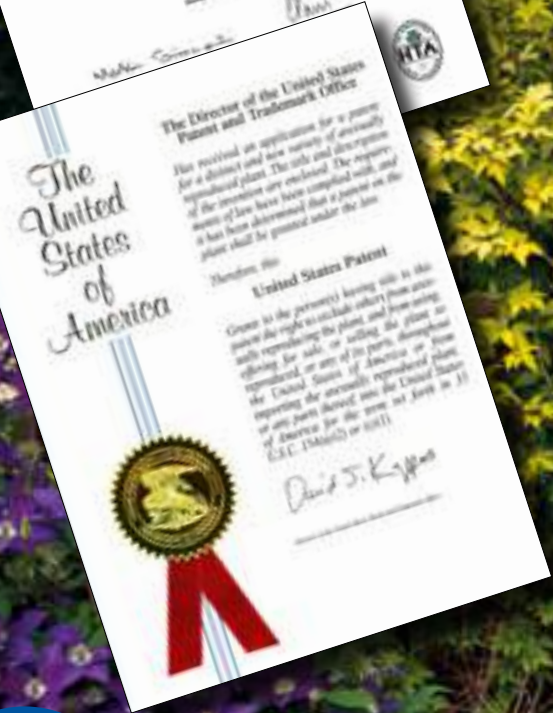 HTA
The Director of the United States
Patent and Trademark Office
Has received an application for a patent
for a distinct and new variety of asexually
reproduced plant. The title and description
of the invention are enclosed. The require-
ments of law have been complied with, and
it has been determined that a patent on the
plant shall be granted under the law.
Therefore, this
United States Patent
Grants to the person(s) having title to this
patent the right to exclude others from asex-
ually reproducing the plant, and from using,
offering for sale, or selling the plant so
reproduced, or any of its parts, throughout
the United States of America, or from
importing the asexually reproduced plant,
or any parts thereof, into the United States
of America for the term set forth in 35
U.S.C. 154(a)(2) or (c)(1).
David J. Kappos
The
United
States
of
America